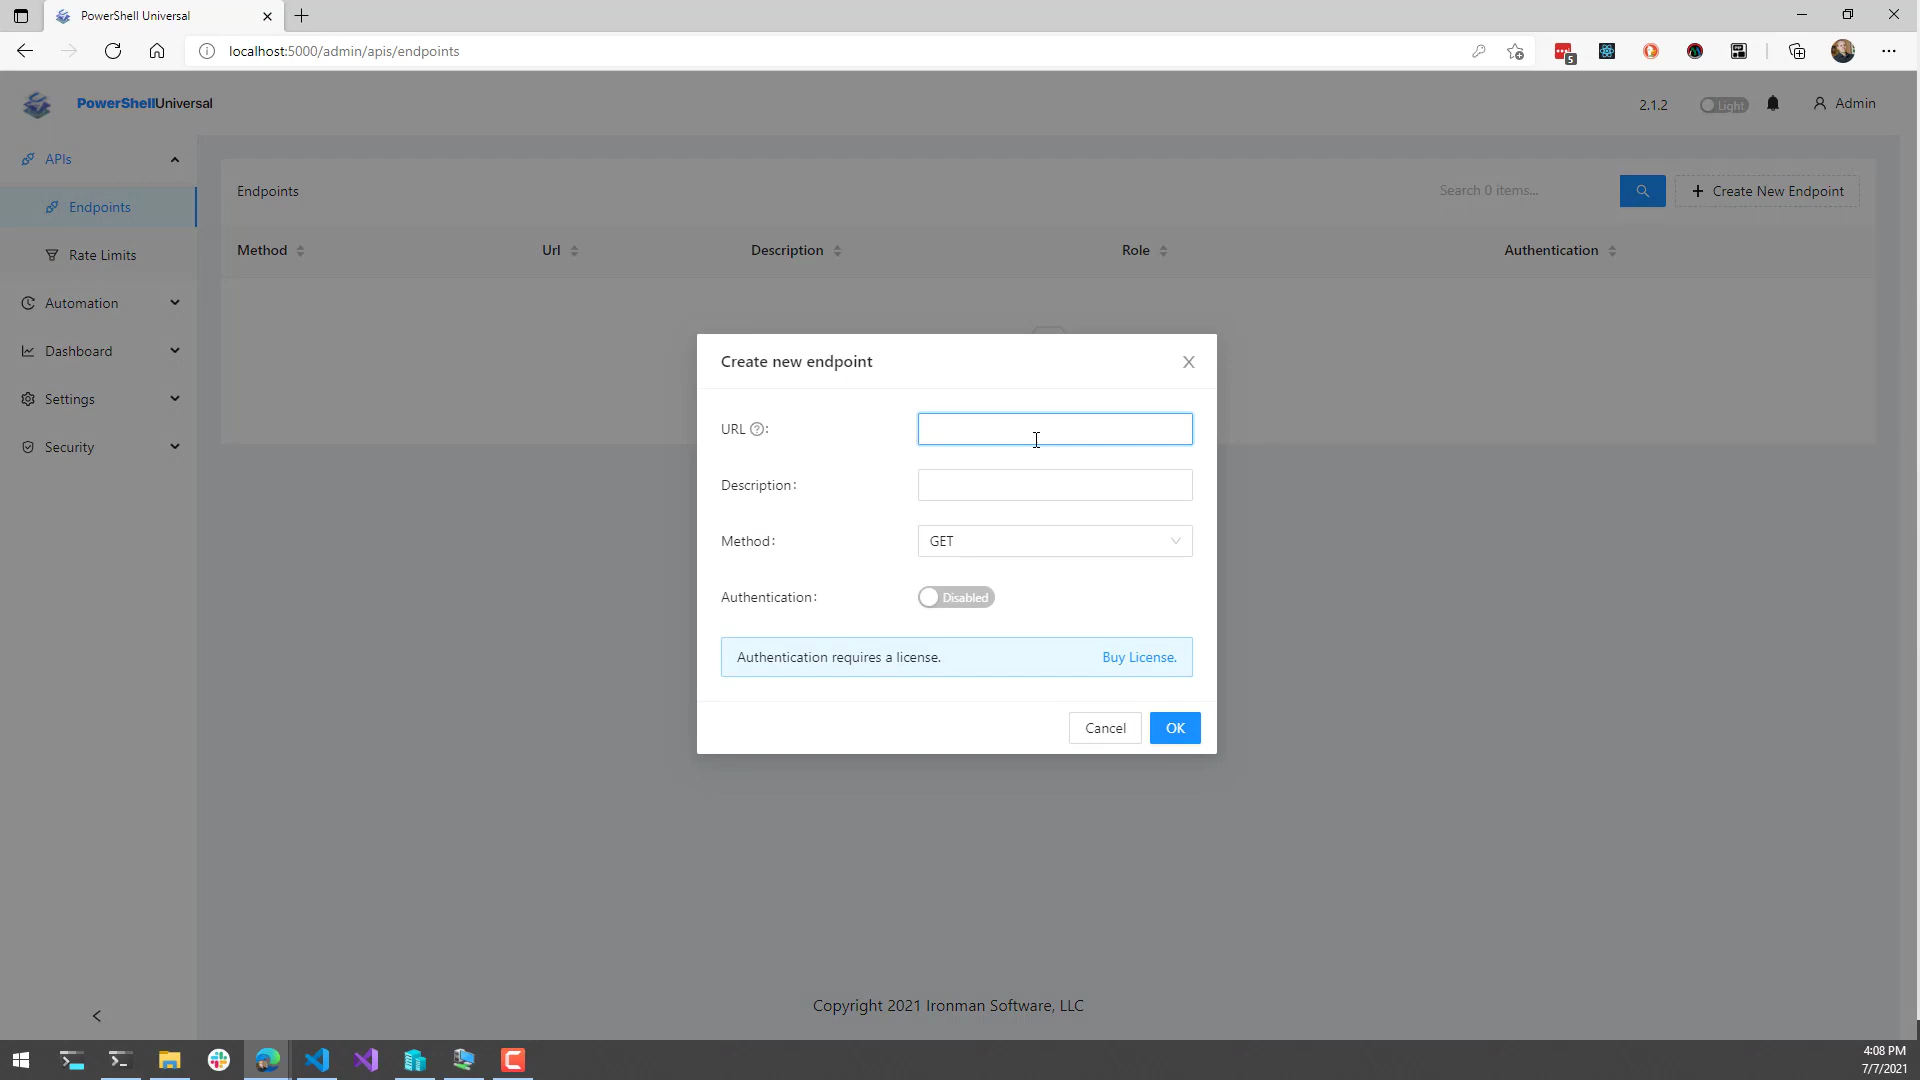 PowerShell Universal
localhost:5000/admin/apis/endpoints
5
PowerShellUniversal
2.1.2
Light
Admin
APIs
Endpoints
Rate Limits
Automation
Dashboard
Settings
Security
Endpoints
Search 0 items...
Create New Endpoint
Method
Url
Description
Role
Authentication
Create new endpoint
URL :
Description:
Method:
GET
Authentication:
Disabled
Authentication requires a license.
Buy License.
Cancel
OK
Copyright 2021 Ironman Software, LLC
4:08 PM
7/7/2021